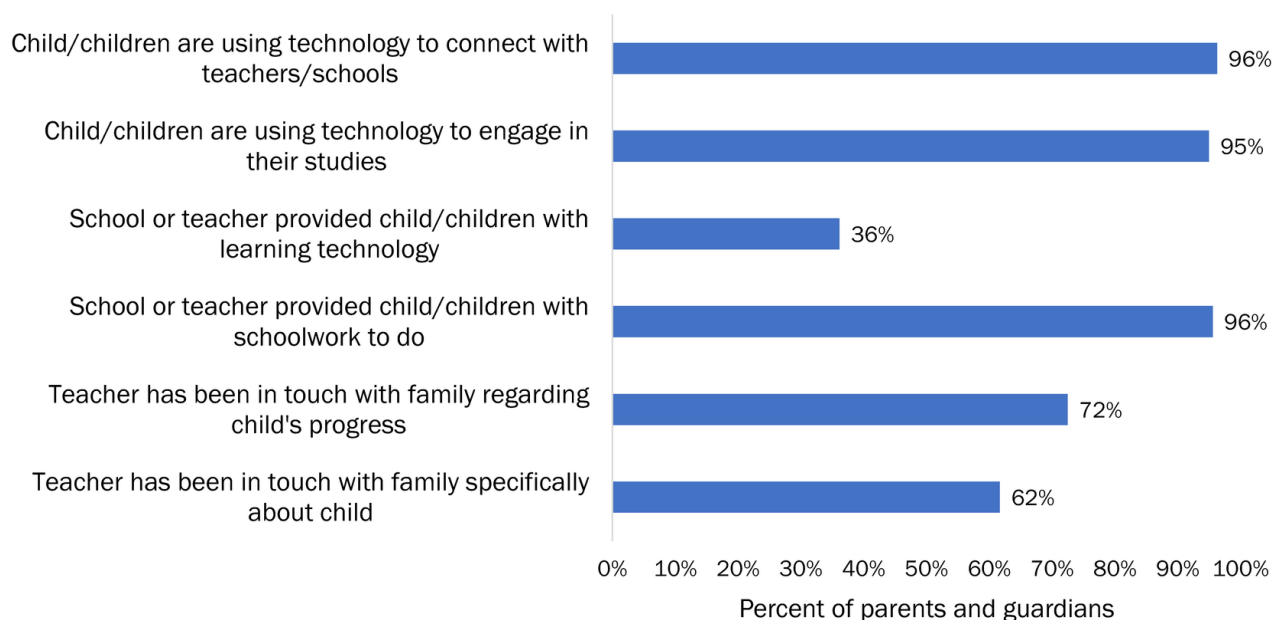 Child/children are using technology to connect with
teachers/schools
96%
Child/children are using technology to engage in
their studies
95%
School or teacher provided child/children with
learning technology
36%
School or teacher provided child/children with
schoolwork to do
96%
Teacher has been in touch with family regarding
child's progress
72%
Teacher has been in touch with family specifically
about child
62%
0% 10% 20% 30% 40% 50% 60% 70% 80% 90% 100%
Percent of parents and guardians